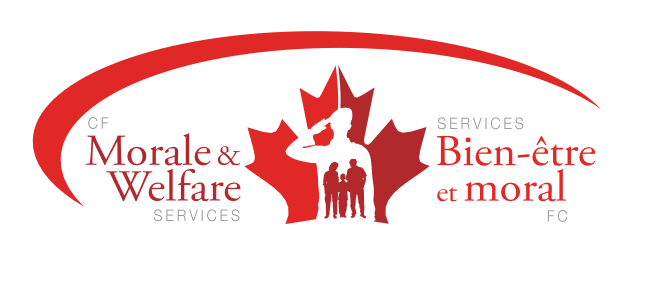 CF
Morale &
Welfare
SERVICES
SERVICES
Bien-être
et moral
FC